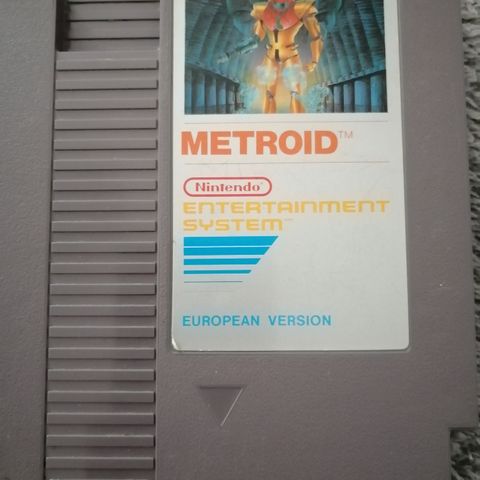 METROID™
Nintendo
ENTERTAINMENT
SYSTEM™
EUROPEAN VERSION